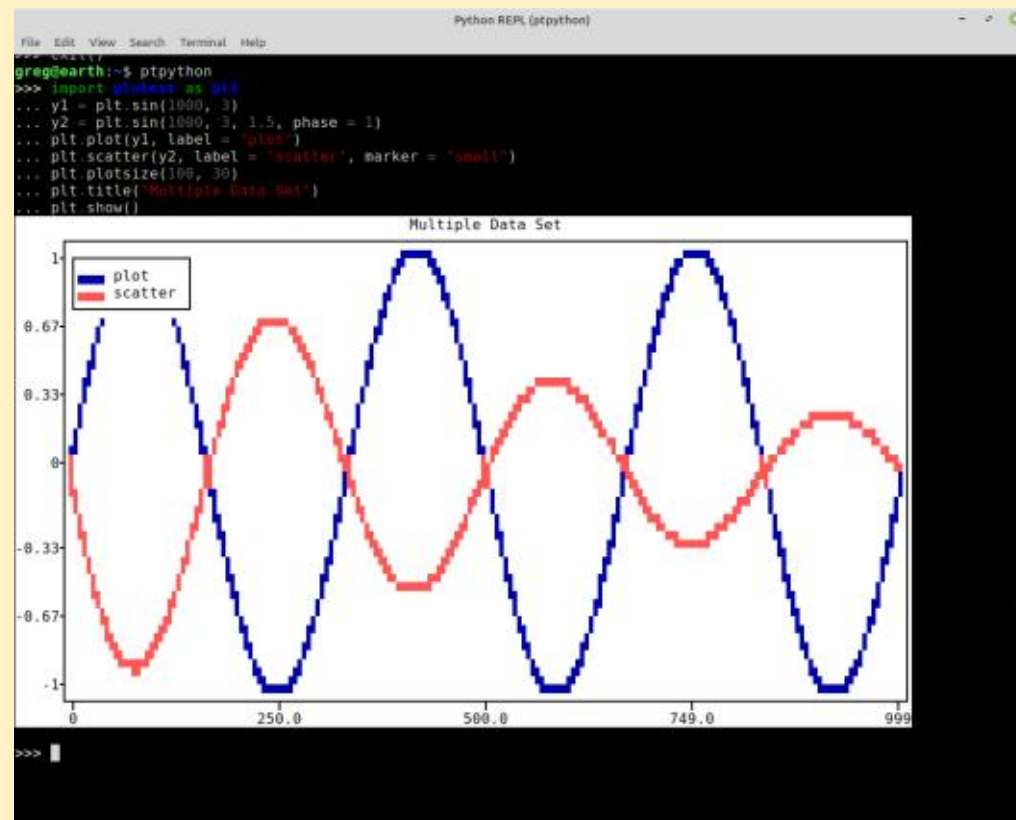 Python REPL (ptpython)
File Edit View Search Terminal Help
>>> exit()
greg@earth:~$ ptpython
>>> import plotext as plt
... y1 = plt.sin(1000, 3)
... y2 = plt.sin(1000, 3, 1.5, phase = 1)
... plt.plot(y1, label = "plot")
... plt.scatter(y2, label = "scatter", marker = "small")
... plt.plotsize(100, 30)
... plt.title("Multiple Data Set")
... plt.show()
Multiple Data Set
plot
scatter
1
0.67
0.33
0
-0.33
-0.67
-1
0 250.0 500.0 749.0 999
>>>